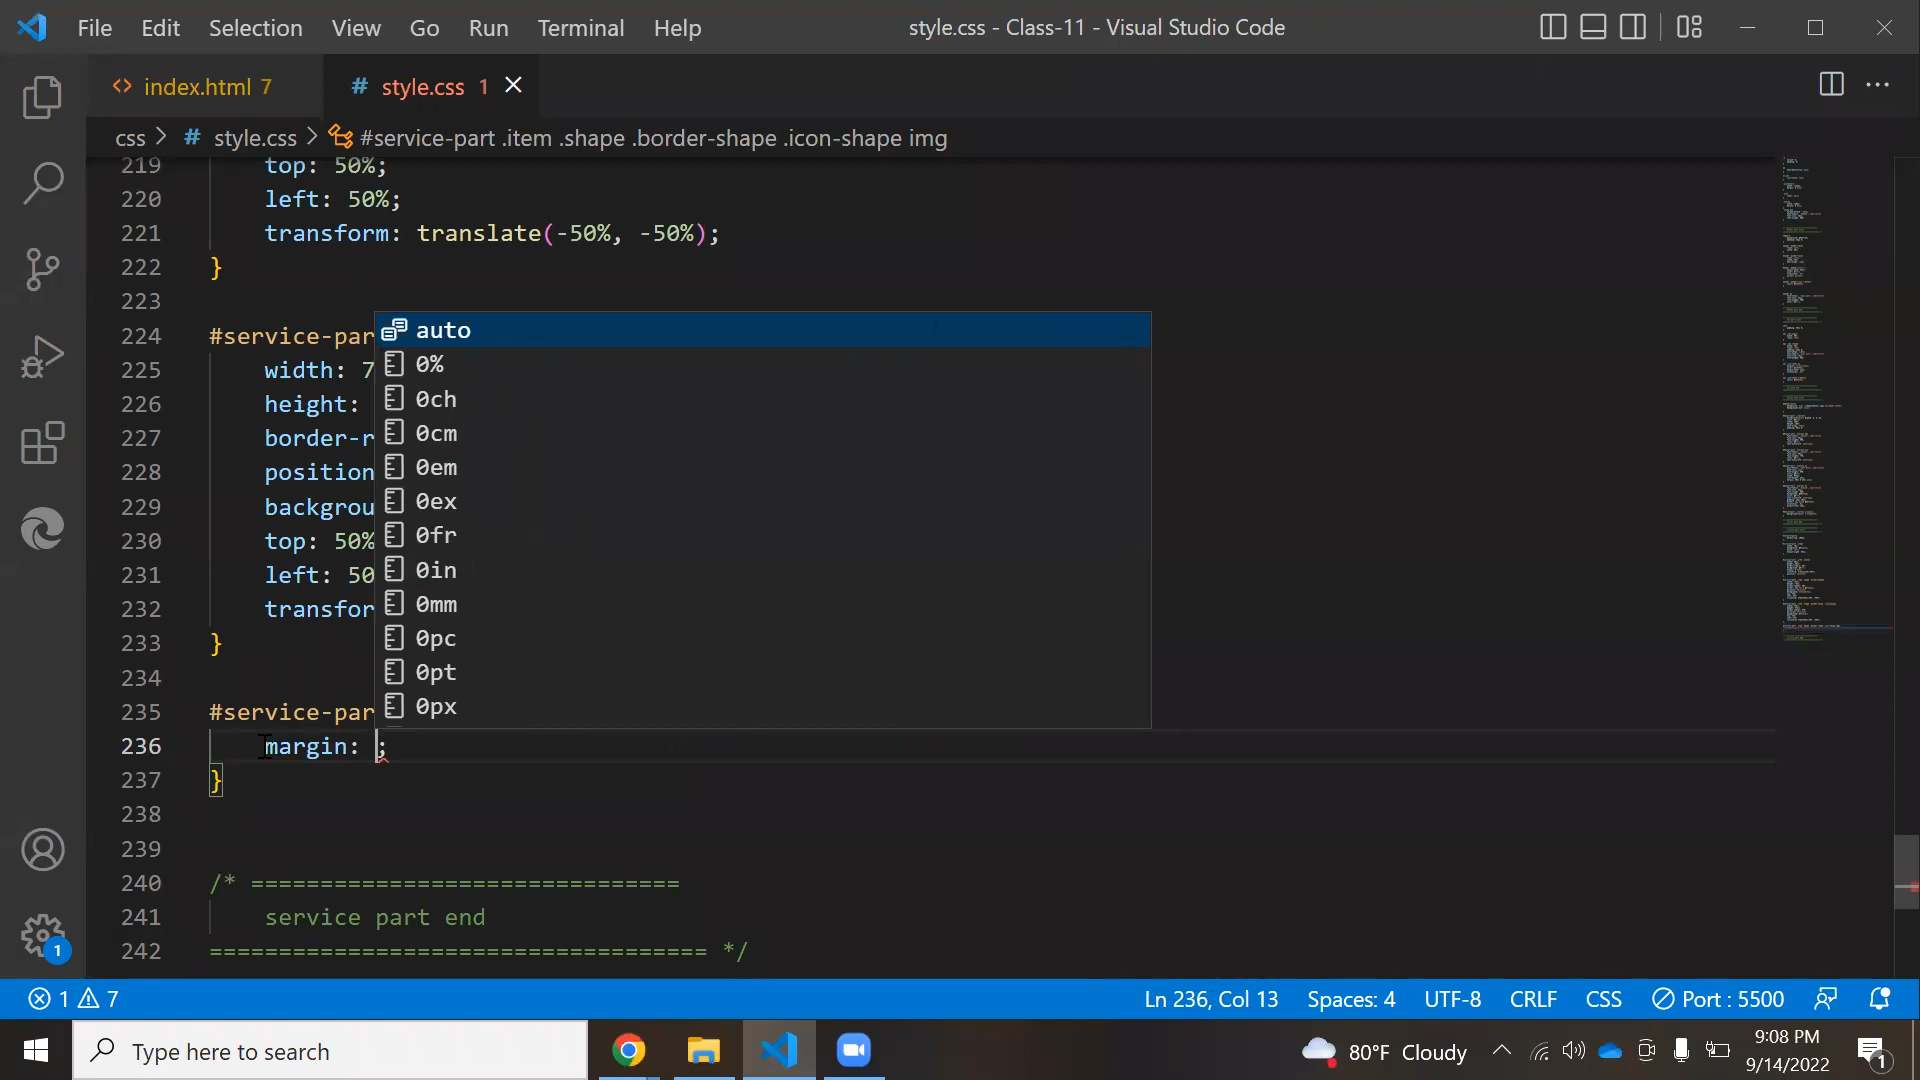 File Edit Selection View Go Run Terminal Help
style.css - Class-11 - Visual Studio Code
index.html 7
# style.css 1
css > # style.css > #service-part .item .shape .border-shape .icon-shape img
219 top: 50%;
220 left: 50%;
221 transform: translate(-50%, -50%);
222 }
223
224 #service-par
225 width: 7
226 height:
227 border-r
228 position
229 backgrou
230 top: 50%
231 left: 50
232 transfor
233 }
234
235 #service-par
236 margin: ;
237 }
238
239
240 /* ===============================
241 service part end
242 ==================================== */
auto
0%
0ch
0cm
0em
0ex
0fr
0in
0mm
0pc
0pt
0px
1
1 7
Ln 236, Col 13 Spaces: 4 UTF-8 CRLF CSS Port : 5500
Type here to search
80°F Cloudy
9:08 PM
9/14/2022
1